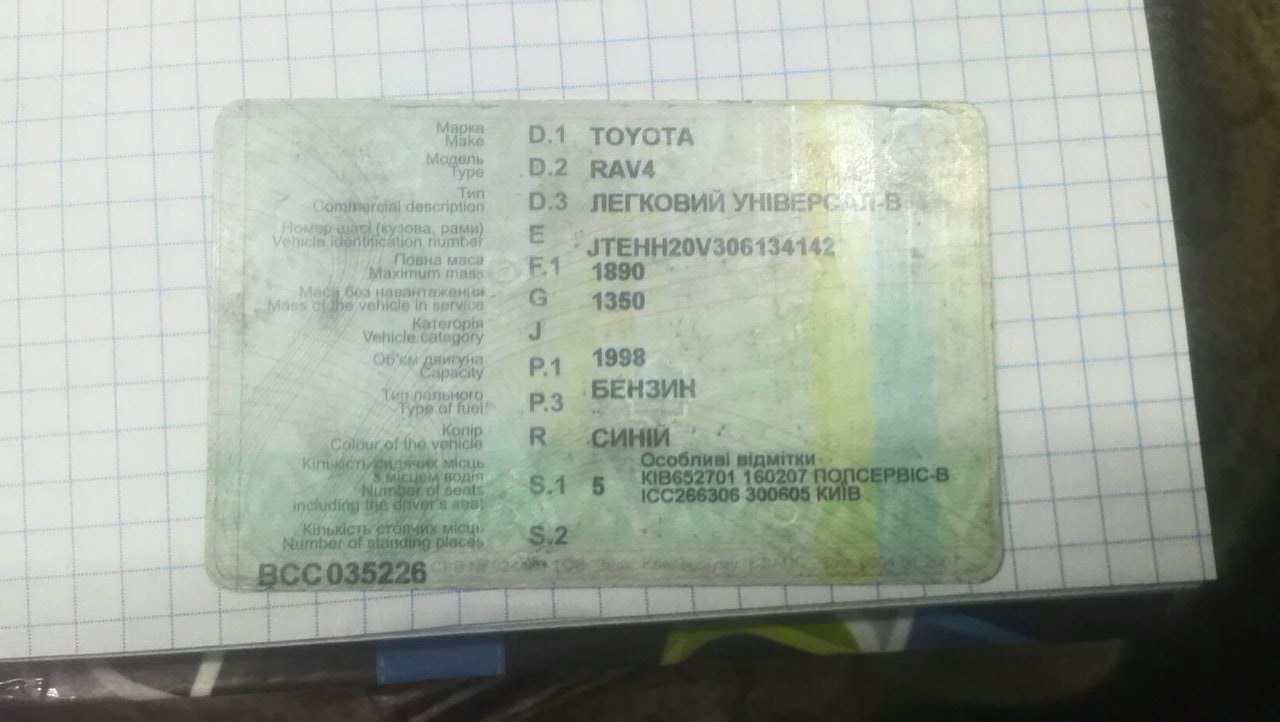 Марка
Make D.1 TOYOTA
Модель
Type D.2 RAV4
Тип
Commercial description D.3 ЛЕГКОВИЙ УНІВЕРСАЛ-В
Номер шасі (кузова, рами)
Vehicle identification number E JTEHH20V306134142
Повна маса
Maximum mass F.1 1890
Маса без навантаження
Mass of the vehicle in service G 1350
Категорія
Vehicle category J
Об'єм двигуна
Capacity P.1 1998
Тип пального
Type of fuel P.3 БЕНЗИН
Колір
Colour of the vehicle R СИНІЙ
Кількість сидячих місць
з місцем водія
Number of seats
including the driver's seat S.1 5
Особливі відмітки
КІВ652701 160207 ПОЛСЕРВІС-В
ІСС266306 300605 КИЇВ
Кількість стоячих місць
Number of standing places S.2
ВСС035226